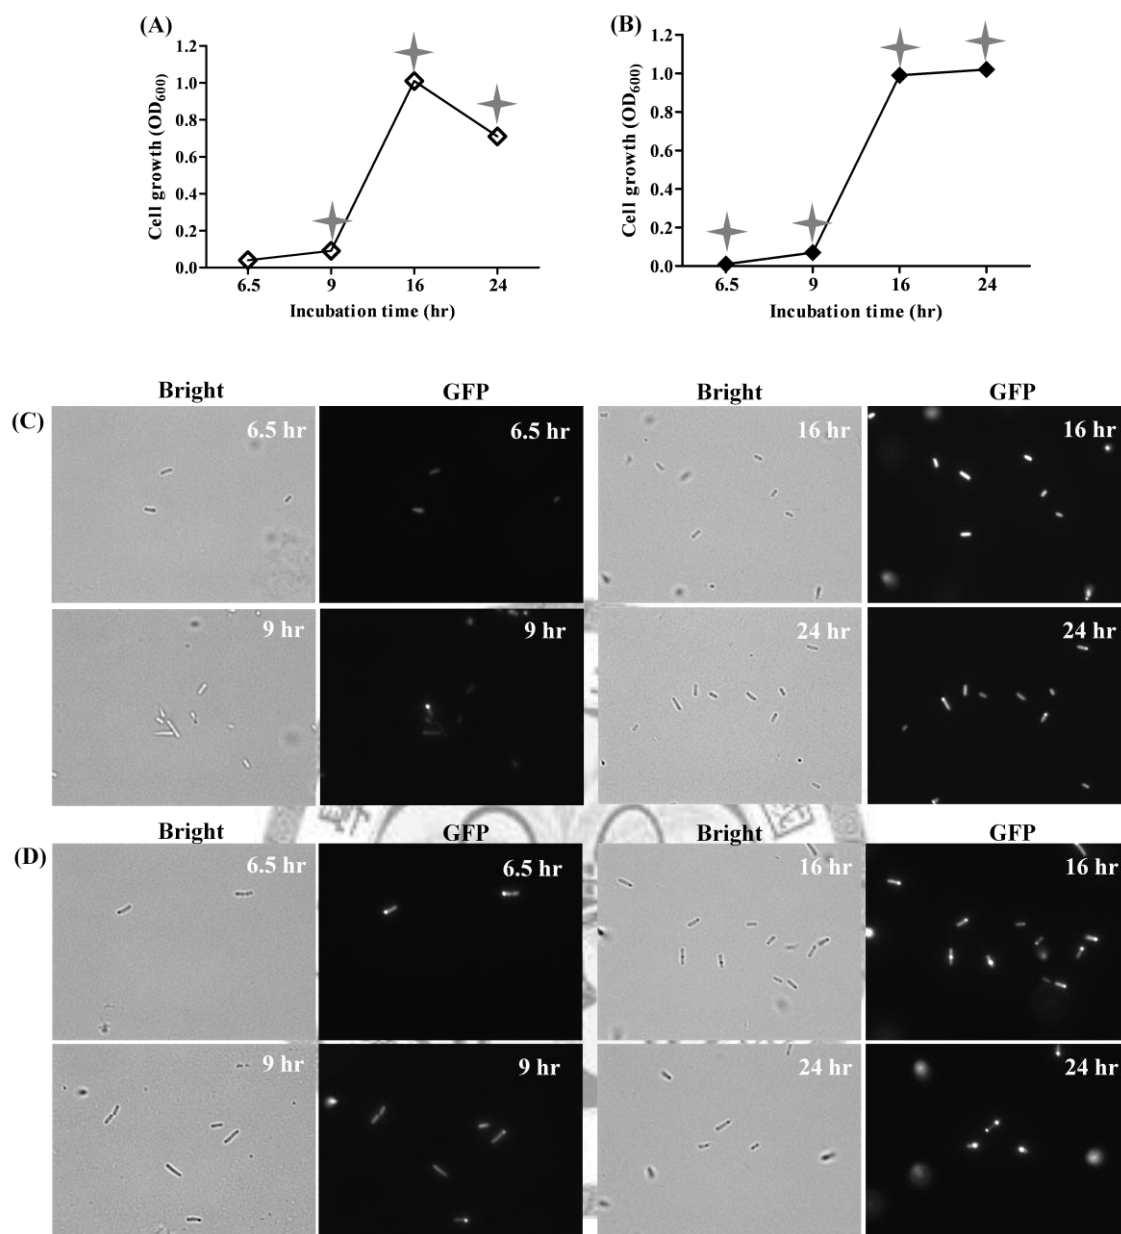 (A)
1.2
1.0
0.8
0.6
0.4
0.2
0.0
Cell growth (OD600)
6.5 9 16 24
Incubation time (hr)
(B)
1.2
1.0
0.8
0.6
0.4
0.2
0.0
Cell growth (OD600)
6.5 9 16 24
Incubation time (hr)
Bright GFP Bright GFP
(C)
6.5 hr 6.5 hr 16 hr 16 hr
9 hr 9 hr 24 hr 24 hr
Bright GFP Bright GFP
(D)
6.5 hr 6.5 hr 16 hr 16 hr
9 hr 9 hr 24 hr 24 hr